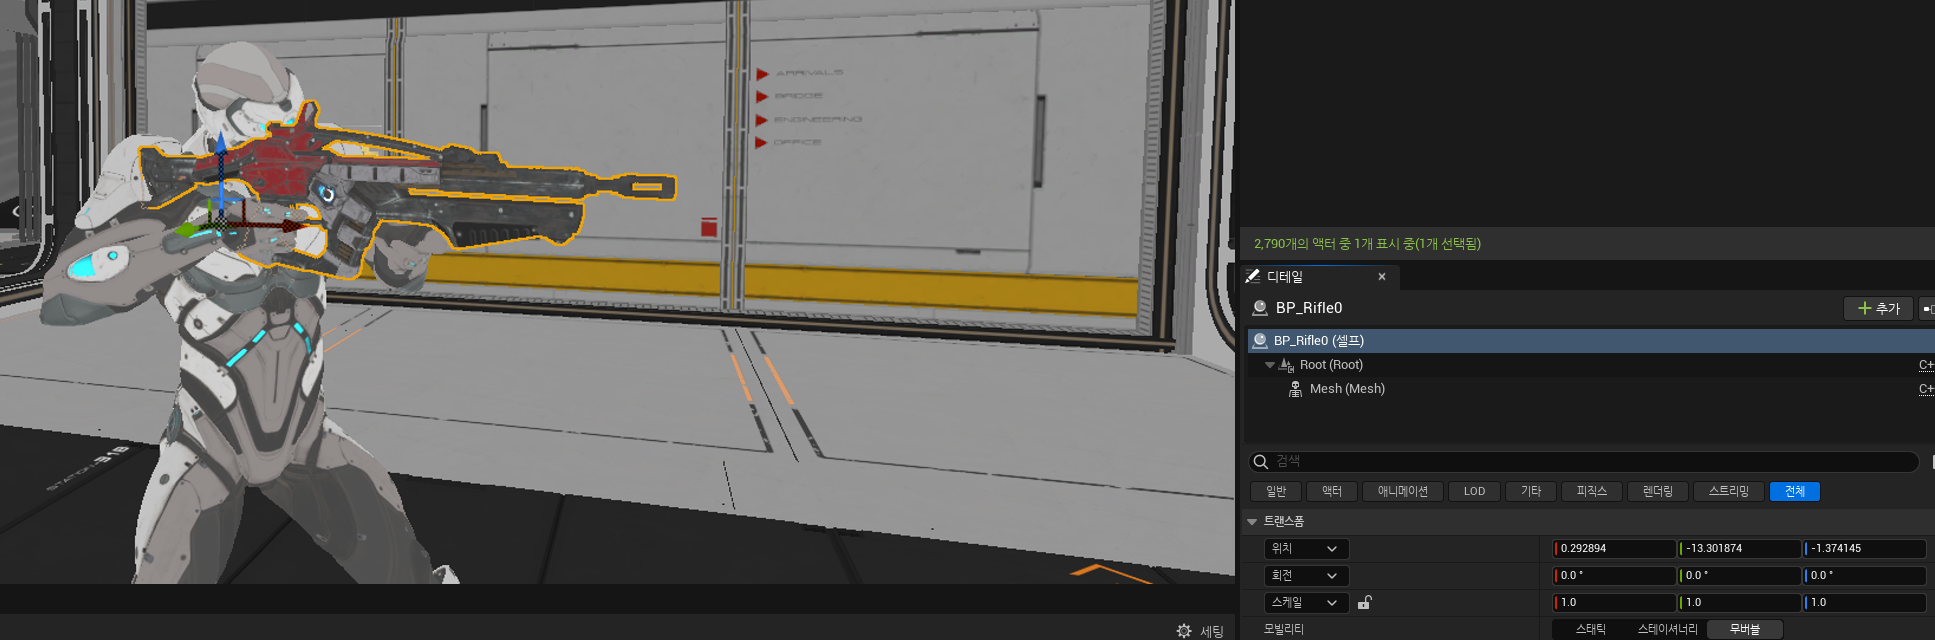 ARRIVALS
BRIDGE
ENGINEERING
OFFICE
STATION 31B
세팅
2,790개의 액터 중 1개 표시 중(1개 선택됨)
디테일
BP_Rifle0
추가
BP_Rifle0 (셀프)
Root (Root)
C+
Mesh (Mesh)
C+
검색
일반 액터 애니메이션 LOD 기타 피직스 렌더링 스트리밍 전체
트랜스폼
위치 0.292894 -13.301874 -1.374145
회전 0.0 ° 0.0 ° 0.0 °
스케일 1.0 1.0 1.0
모빌리티 스태틱 스테이셔너리 무버블